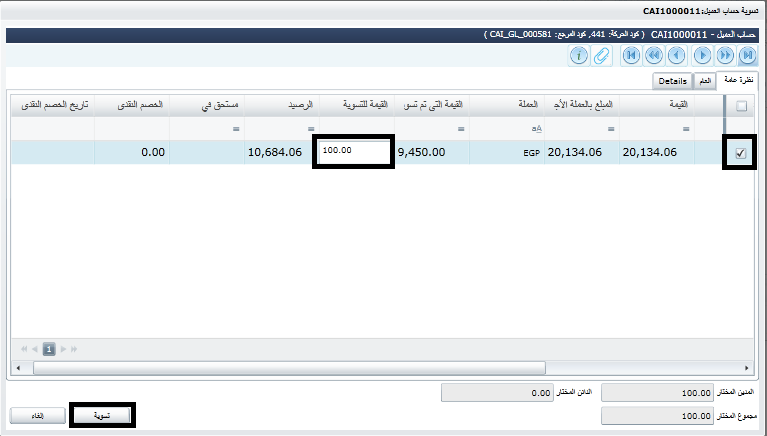 تسوية حساب العميل:CAI1000011
حساب العميل - CAI1000011 ( كود الحركة: 441, كود المرجع: CAI_GL_000581 )
نظرة عامة العام Details
القيمة المبلغ بالعملة الأج العملة القيمة التى تم تسو القيمة للتسوية الرصيد مستحق في الخصم النقدى تاريخ الخصم النقدى
= = aA = = =
20,134.06 20,134.06 EGP 9,450.00 100.00 10,684.06 0.00
1
المدين المختار 100.00 الدائن المختار 0.00
مجموع المختار 100.00
تسوية إلغاء